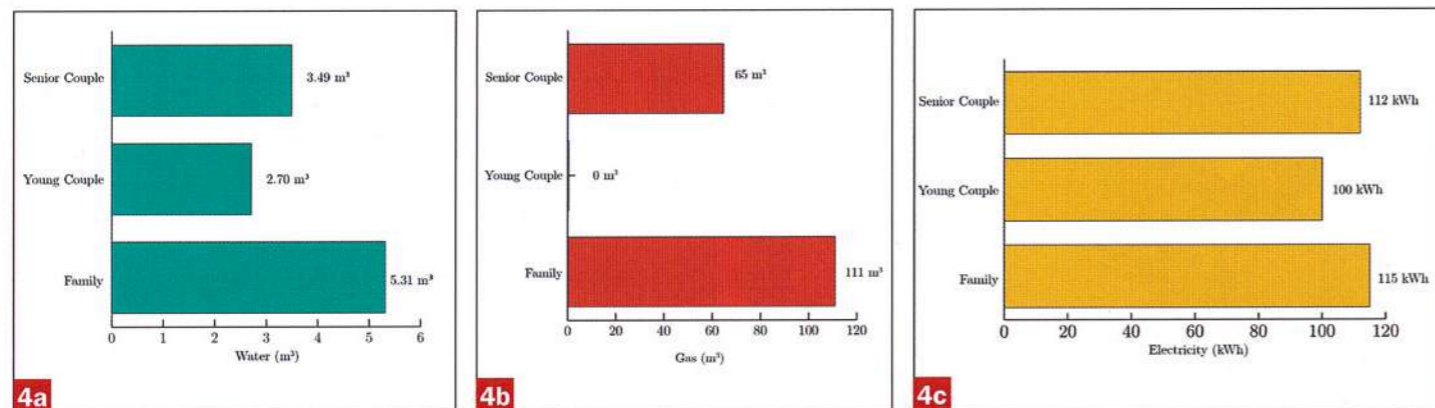 Senior Couple
3.49 m³
Young Couple
2.70 m³
Family
5.31 m³
0 1 2 3 4 5 6
Water (m³)
4a
Senior Couple
65 m³
Young Couple
0 m³
Family
111 m³
0 20 40 60 80 100 120
Gas (m³)
4b
Senior Couple
112 kWh
Young Couple
100 kWh
Family
115 kWh
0 20 40 60 80 100 120
Electricity (kWh)
4c